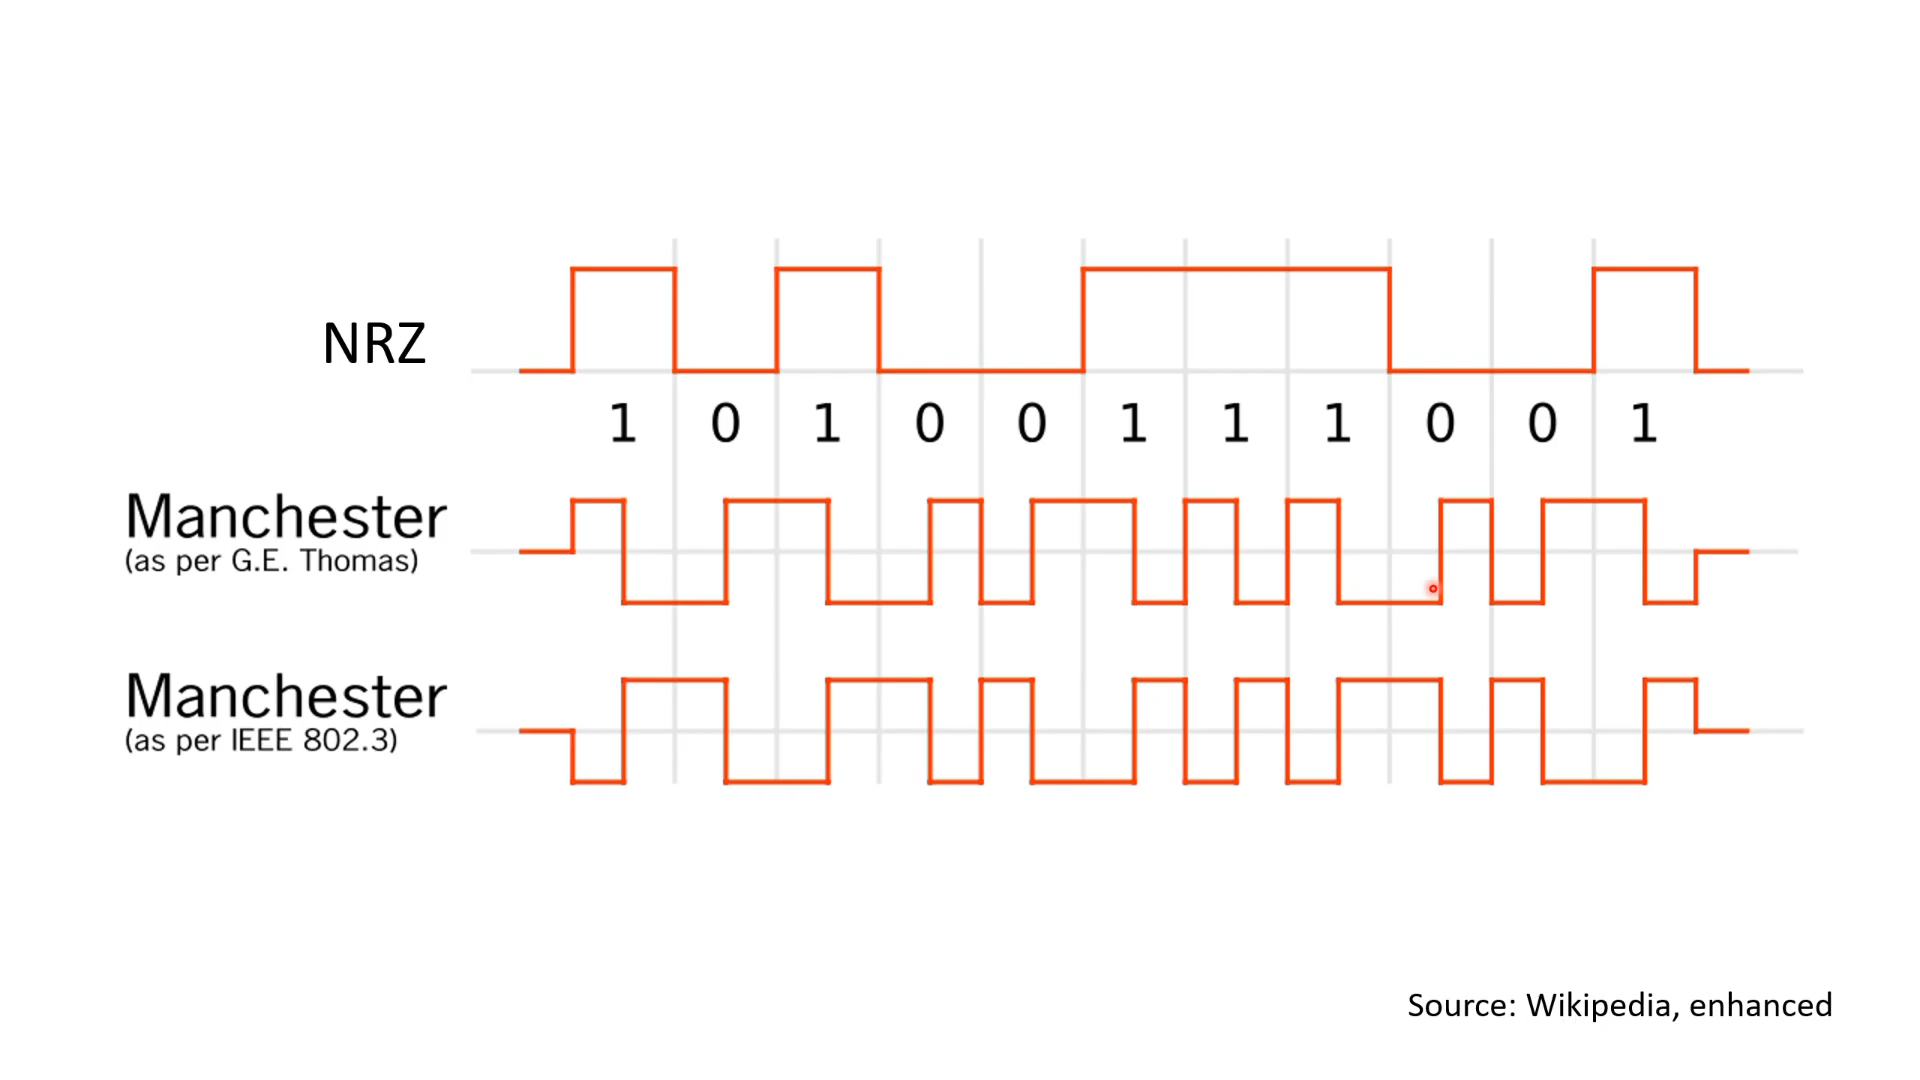 NRZ
1 0 1 0 0 1 1 1 0 0 1
Manchester
(as per G.E. Thomas)
Manchester
(as per IEEE 802.3)
Source: Wikipedia, enhanced